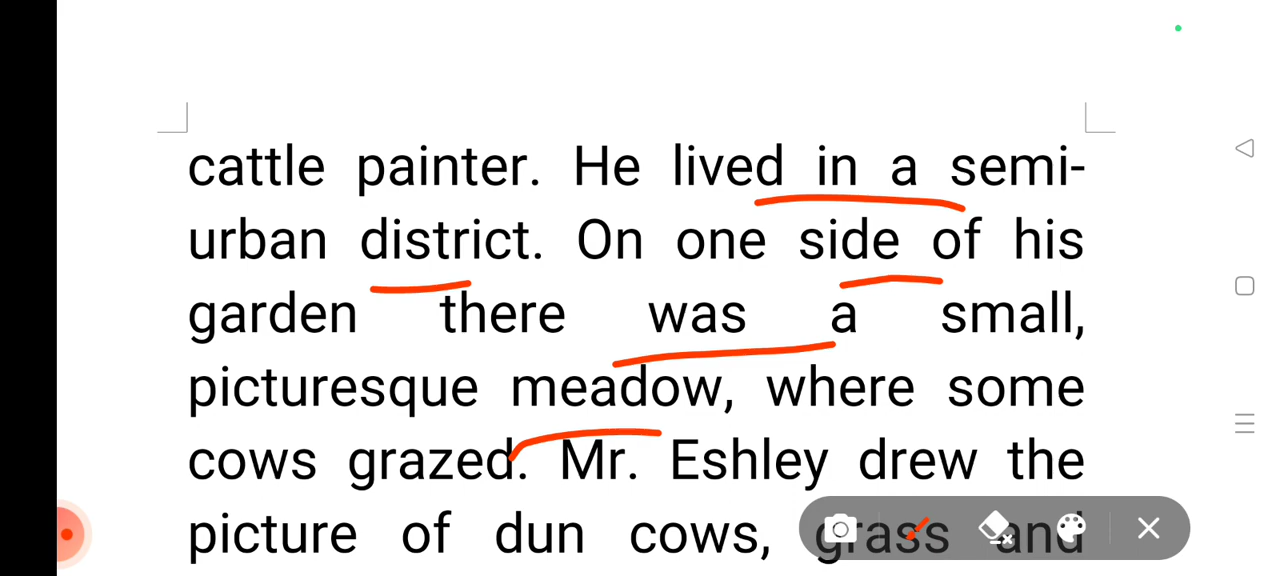 cattle painter. He lived in a semi-
urban district. On one side of his
garden there was a small,
picturesque meadow, where some
cows grazed. Mr. Eshley drew the
picture of dun cows, grass and